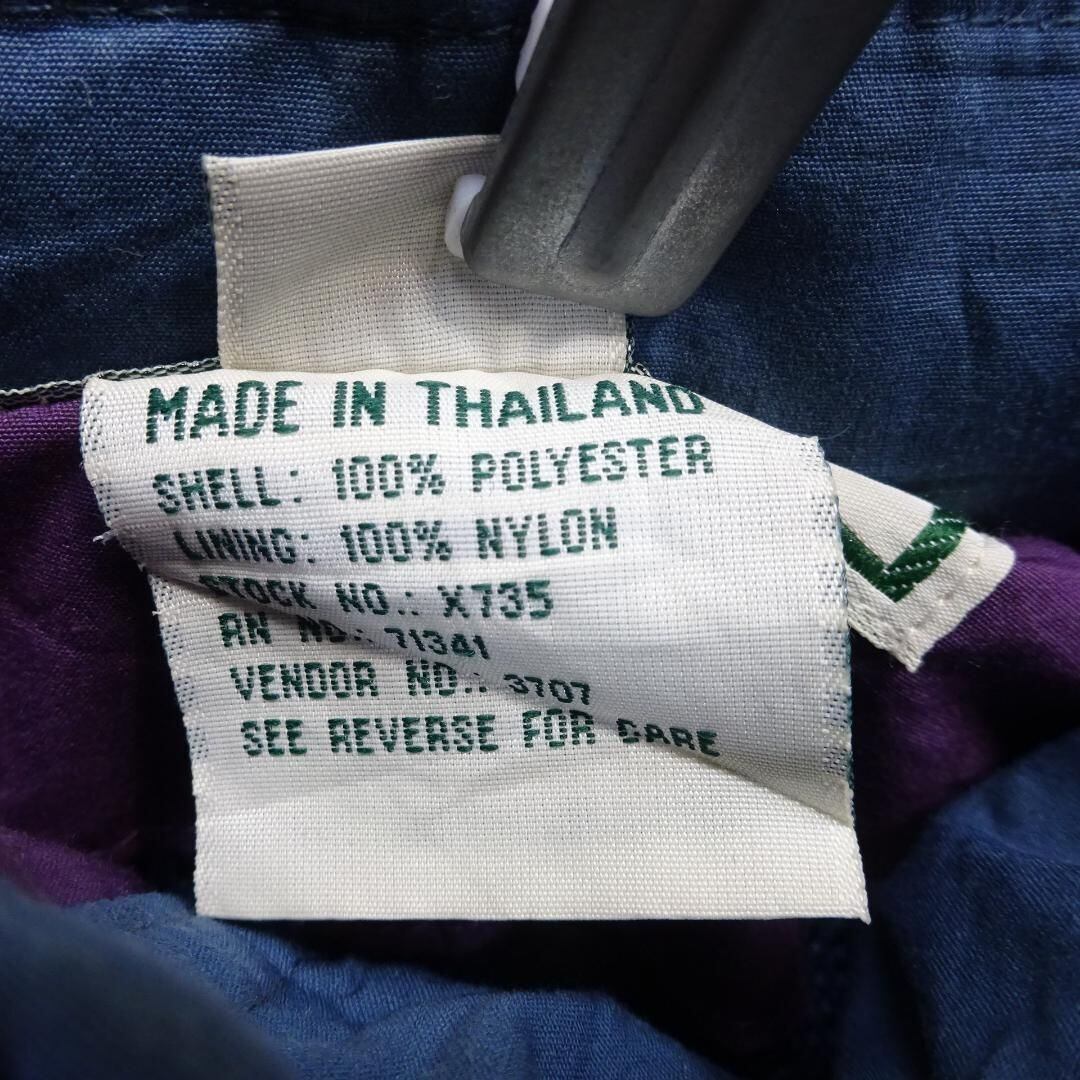 MADE IN THAILAND
SHELL: 100% POLYESTER
LINING: 100% NYLON
STOCK NO.: X735
RN NO.: 71341
VENDOR NO.: 3707
SEE REVERSE FOR CARE